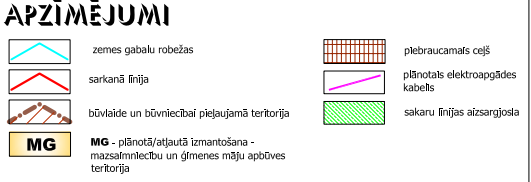 APZĪMĒJUMI
zemes gabalu robežas
sarkanā līnija
būvlaide un būvniecībai pieļaujamā teritorija
MG
MG - plānotā/atļautā izmantošana -
mazsaimniecību un ģimenes māju apbūves
teritorija
piebraucamais ceļš
plānotais elektroapgādes
kabelis
sakaru līnijas aizsargjosla